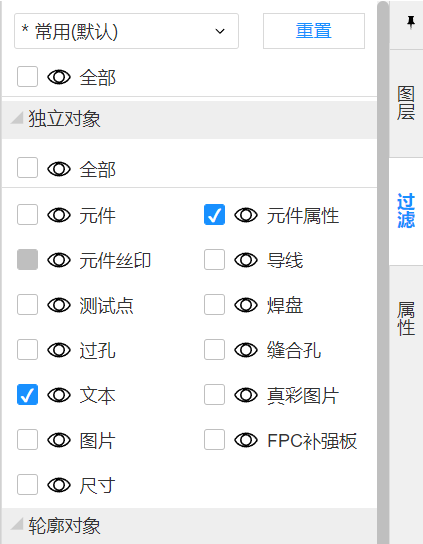 * 常用(默认)
重置
全部
独立对象
全部
元件
元件属性
元件丝印
导线
测试点
焊盘
过孔
缝合孔
文本
真彩图片
图片
FPC补强板
尺寸
轮廓对象
图层
过滤
属性